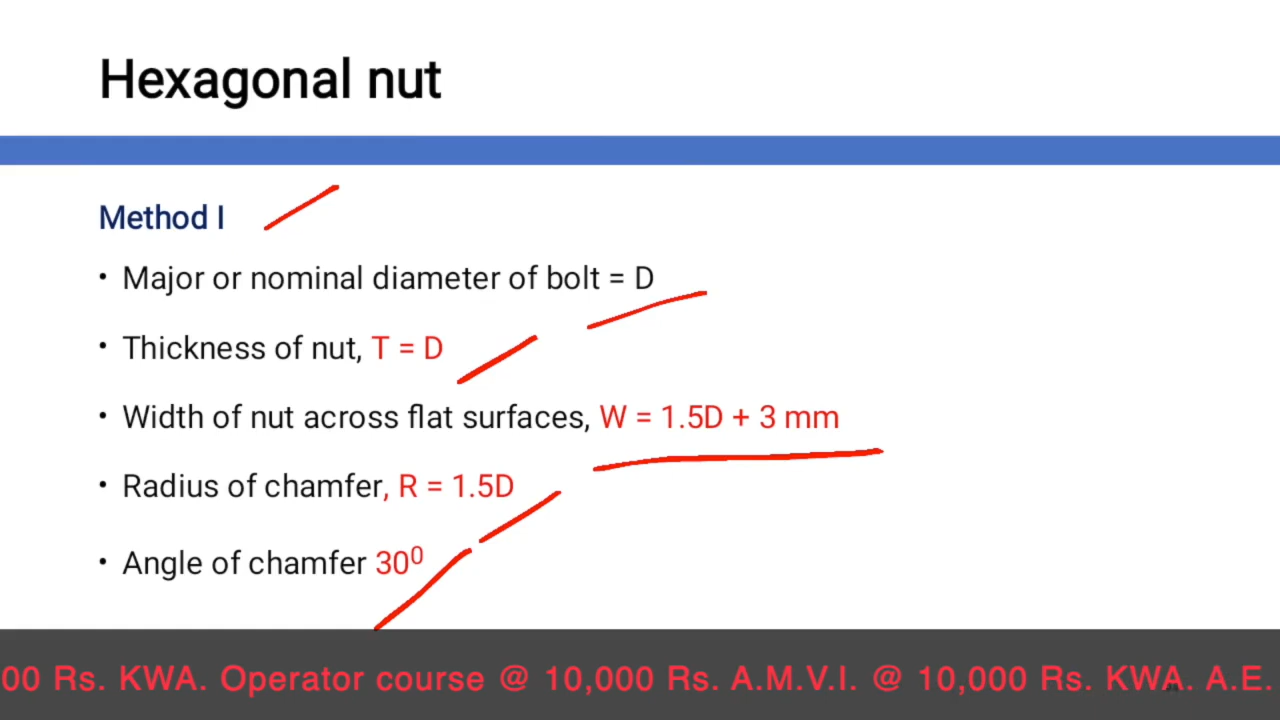 Hexagonal nut
Method I
• Major or nominal diameter of bolt = D
• Thickness of nut, T = D
• Width of nut across flat surfaces, W = 1.5D + 3 mm
• Radius of chamfer, R = 1.5D
• Angle of chamfer 30⁰
00 Rs. KWA. Operator course @ 10,000 Rs. A.M.V.I. @ 10,000 Rs. KWA. A.E.